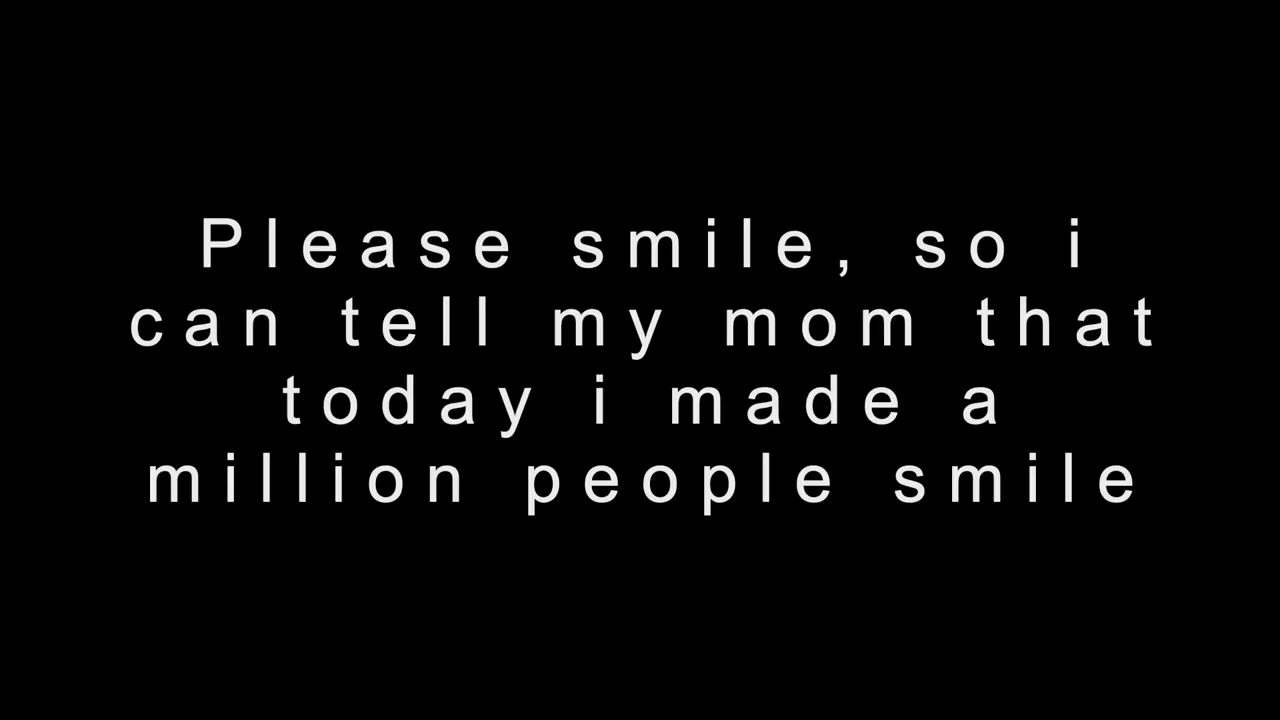 Please smile, so i
can tell my mom that
today i made a
million people smile